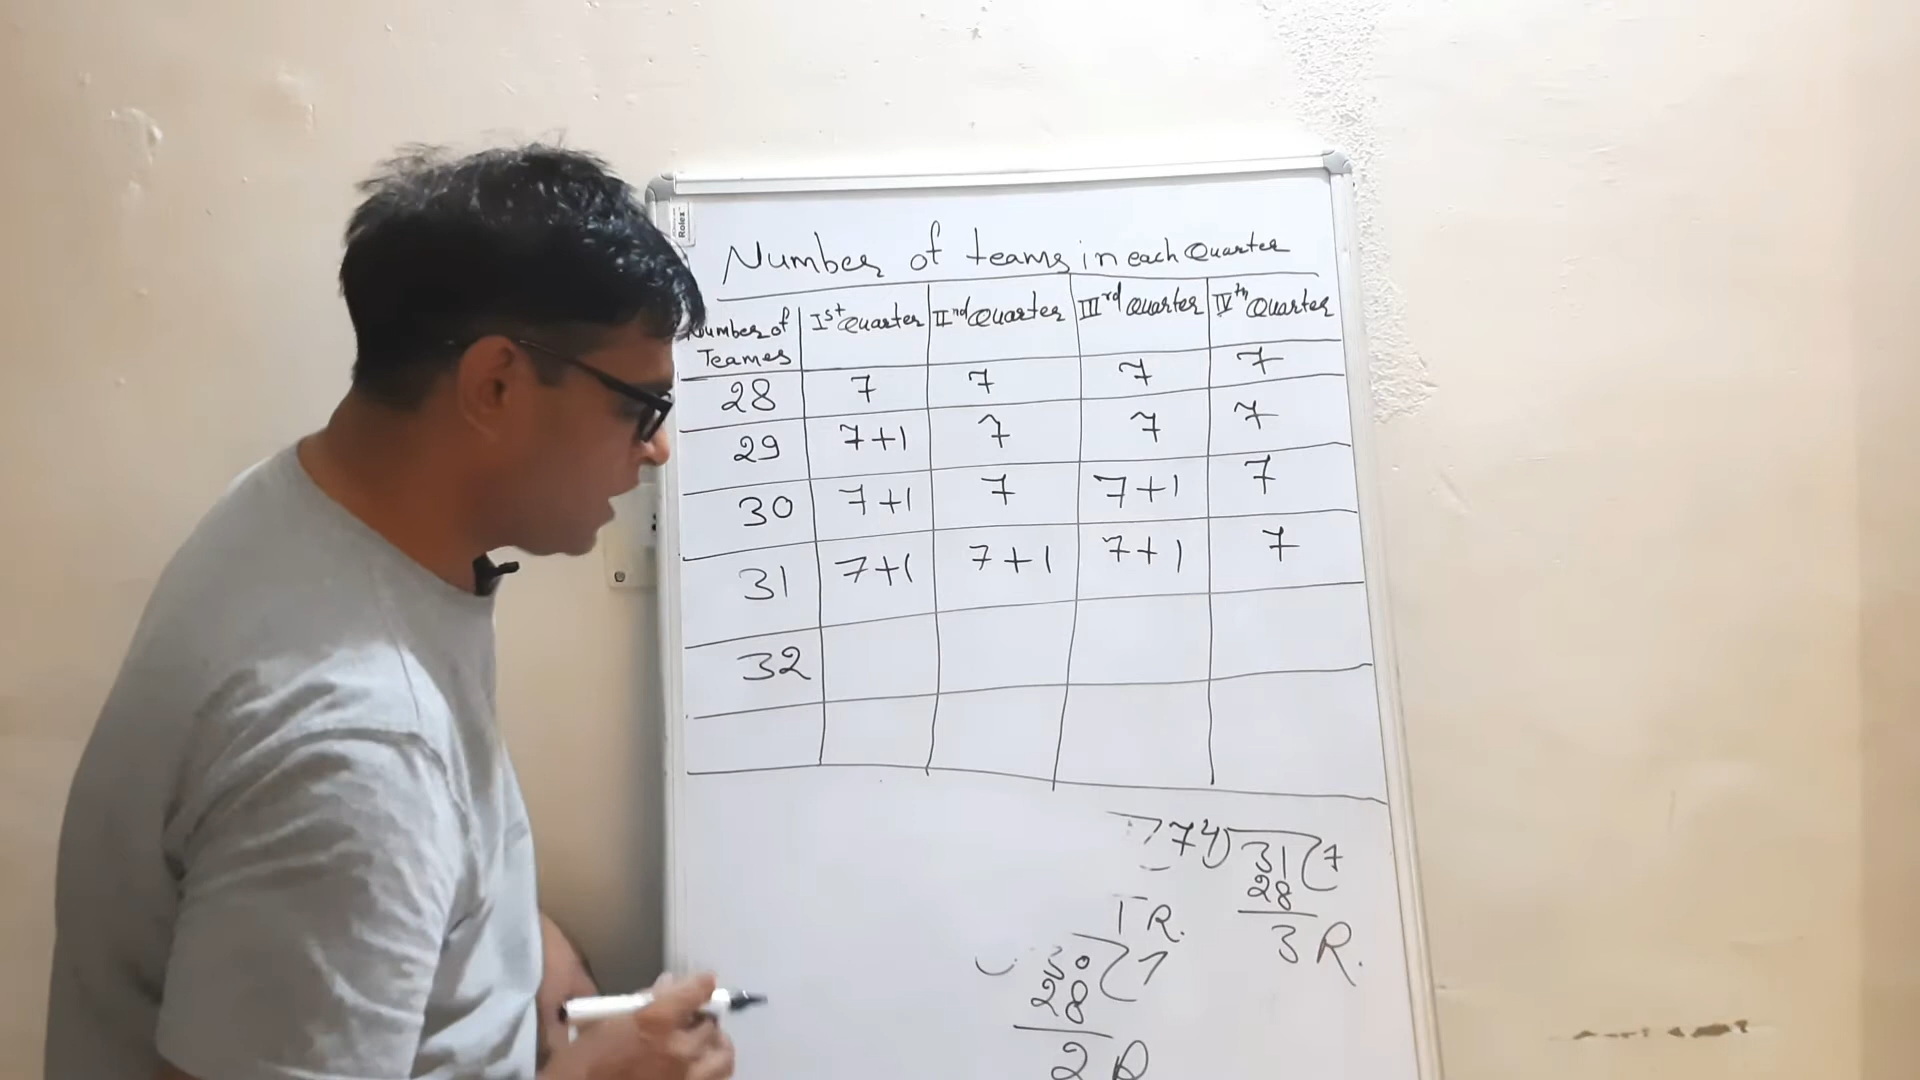 Rolex
Number of teams in each Quarter
Number of Teames Ist Quarter IInd Quarter IIIrd Quarter IVth Quarter
28 7 7 7 7
29 7+1 7 7 7
30 7+1 7 7+1 7
31 7+1 7+1 7+1 7
32
7 4) 31 ( 7
28
3 R.
1 R.
30 ( 7
28
2 R